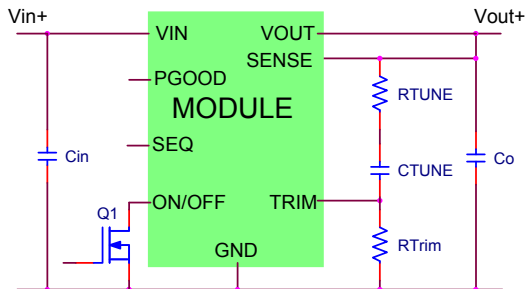 Vin+
Vout+
VIN
VOUT
SENSE
PGOOD
RTUNE
MODULE
SEQ
Cin
CTUNE
Co
Q1
ON/OFF
TRIM
RTrim
GND